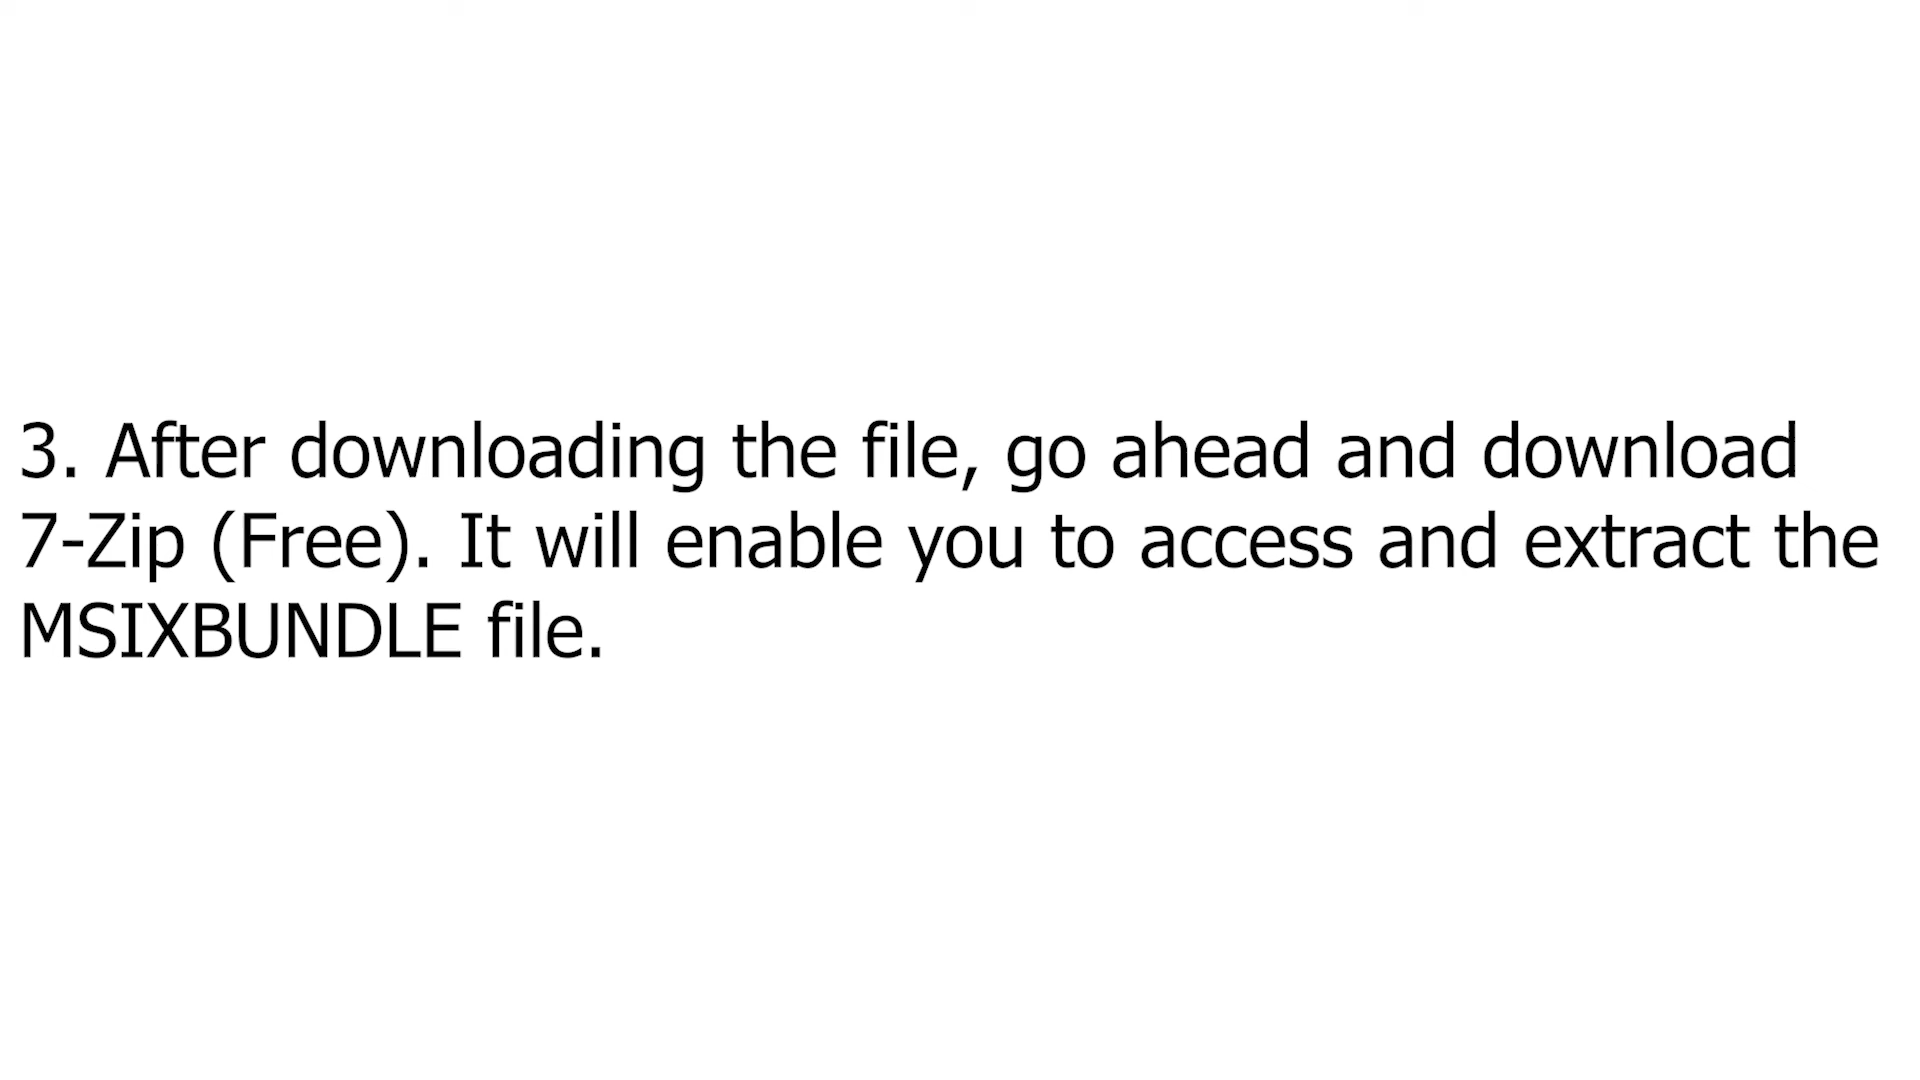 3. After downloading the file, go ahead and download
7-Zip (Free). It will enable you to access and extract the
MSIXBUNDLE file.